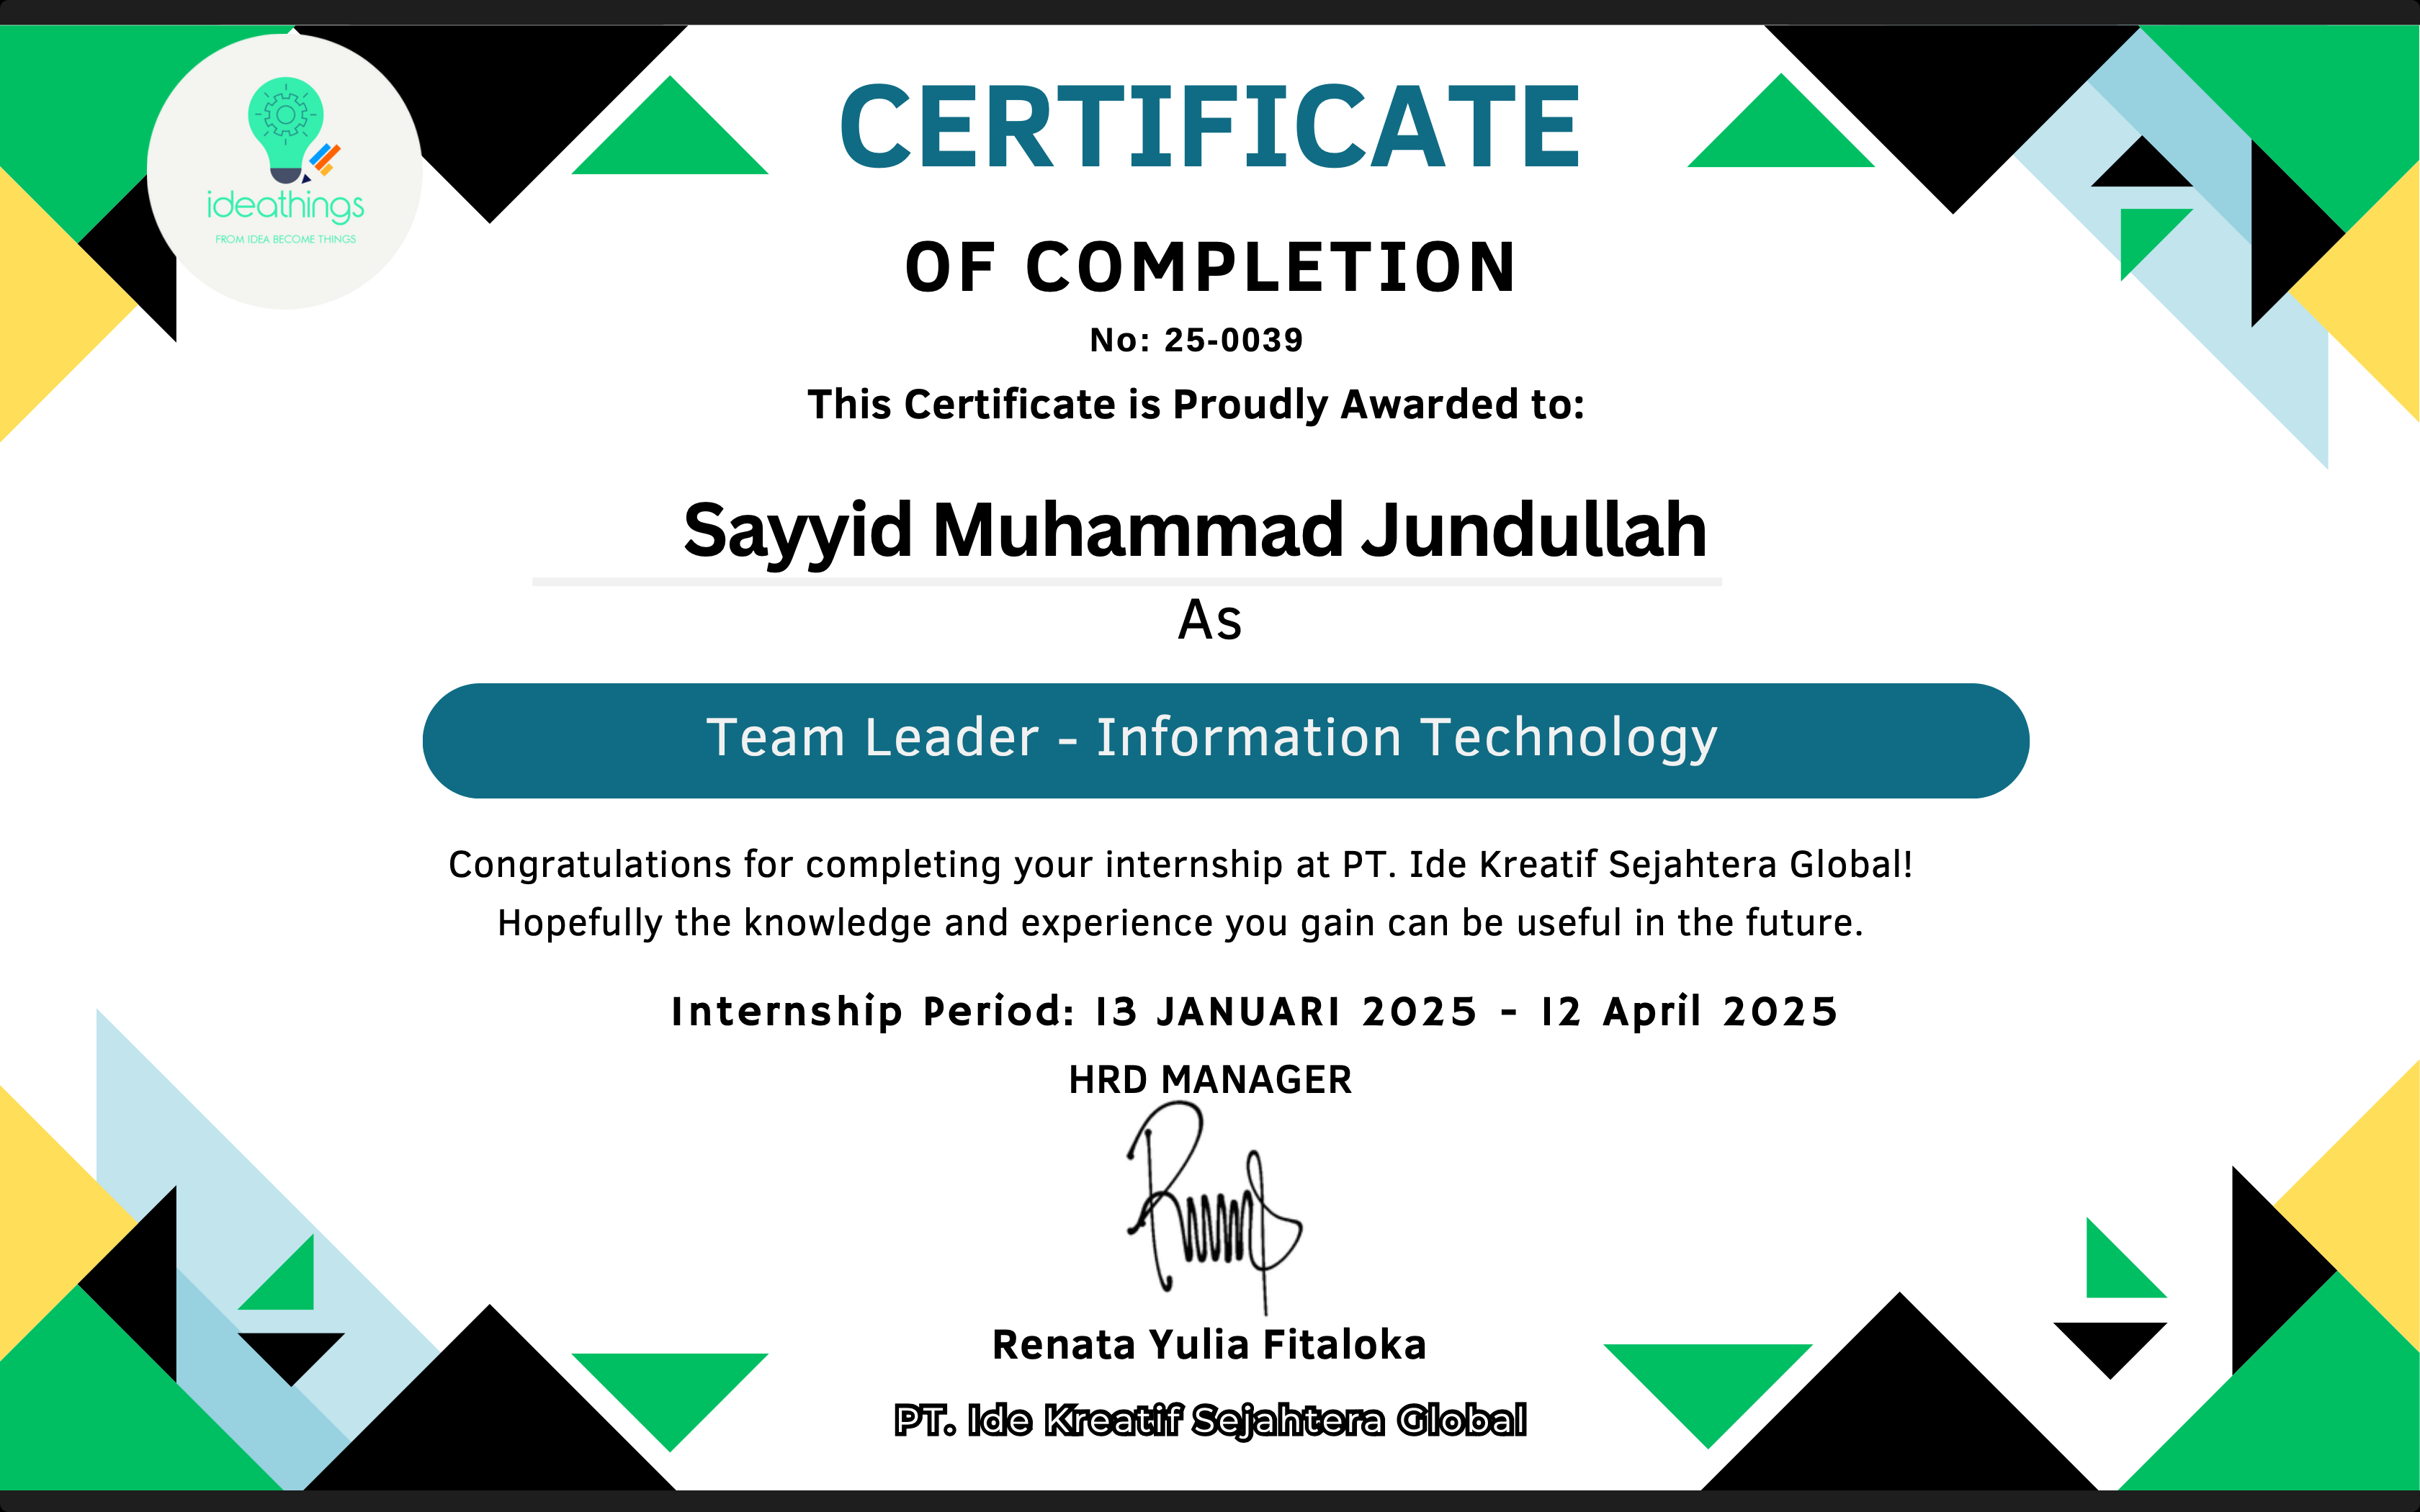 ideathings
FROM IDEA BECOME THINGS
CERTIFICATE
OF COMPLETION
No: 25-0039
This Certificate is Proudly Awarded to:
Sayyid Muhammad Jundullah
As
Team Leader - Information Technology
Congratulations for completing your internship at PT. Ide Kreatif Sejahtera Global!
Hopefully the knowledge and experience you gain can be useful in the future.
Internship Period: 13 JANUARI 2025 - 12 April 2025
HRD MANAGER
Renata Yulia Fitaloka
PT. Ide Kreatif Sejahtera Global